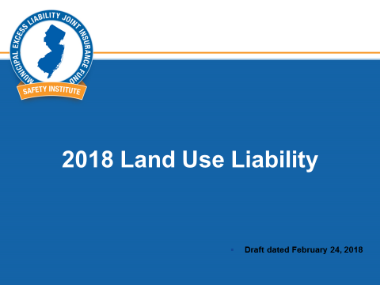 MUNICIPAL EXCESS LIABILITY JOINT INSURANCE FUND
SAFETY INSTITUTE
2018 Land Use Liability
- Draft dated February 24, 2018